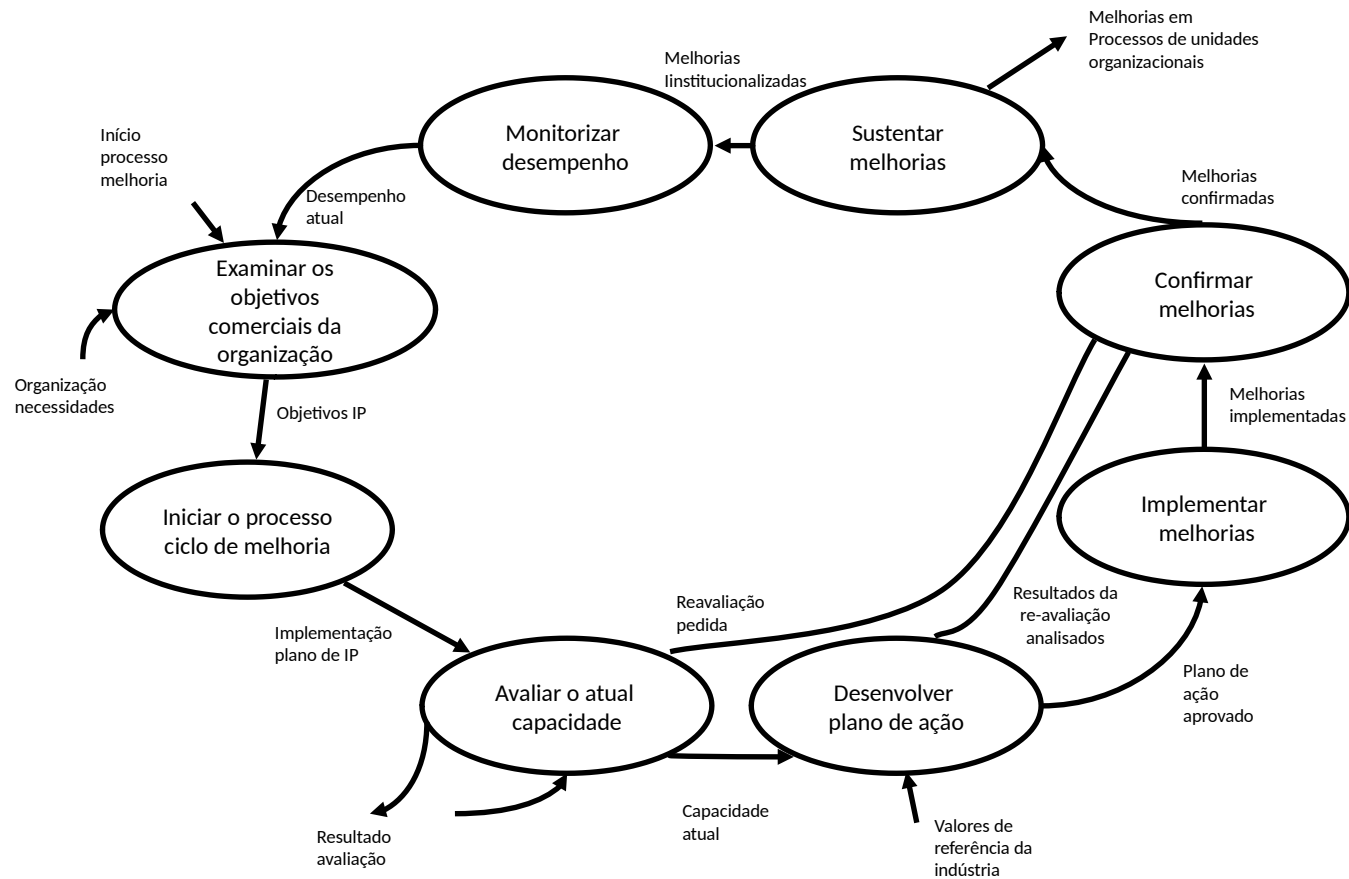 Melhorias em
Processos de unidades
organizacionais
Melhorias
Iinstitucionalizadas
Monitorizar
desempenho
Sustentar
melhorias
Início
processo
melhoria
Desempenho
atual
Melhorias
confirmadas
Examinar os
objetivos
comerciais da
organização
Confirmar
melhorias
Organização
necessidades
Objetivos IP
Melhorias
implementadas
Iniciar o processo
ciclo de melhoria
Implementar
melhorias
Implementação
plano de IP
Reavaliação
pedida
Resultados da
re-avaliação
analisados
Avaliar o atual
capacidade
Desenvolver
plano de ação
Plano de
ação
aprovado
Resultado
avaliação
Capacidade
atual
Valores de
referência da
indústria